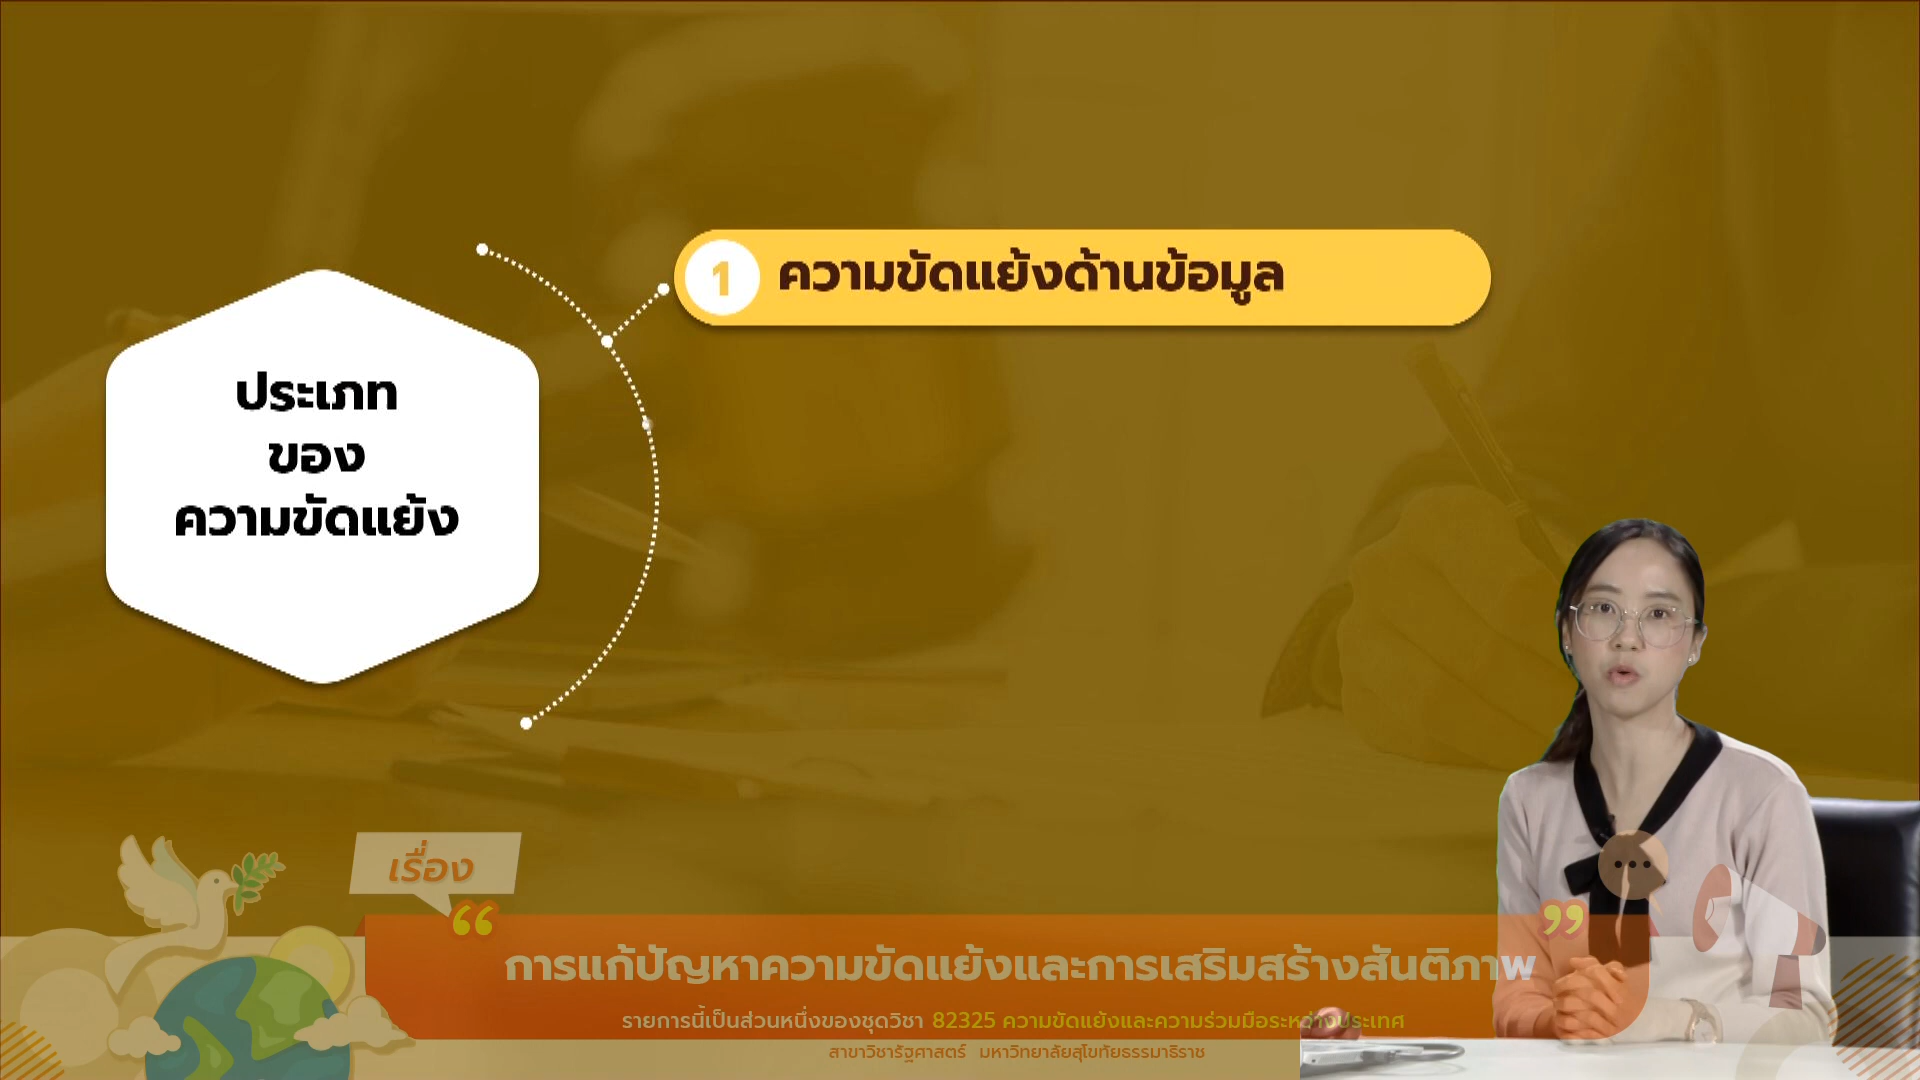 ประเภท
ของ
ความขัดแย้ง
1 ความขัดแย้งด้านข้อมูล
เรื่อง
“ การแก้ปัญหาความขัดแย้งและการเสริมสร้างสันติภาพ ”
รายการนี้เป็นส่วนหนึ่งของชุดวิชา 82325 ความขัดแย้งและความร่วมมือระหว่างประเทศ
สาขาวิชารัฐศาสตร์ มหาวิทยาลัยสุโขทัยธรรมาธิราช